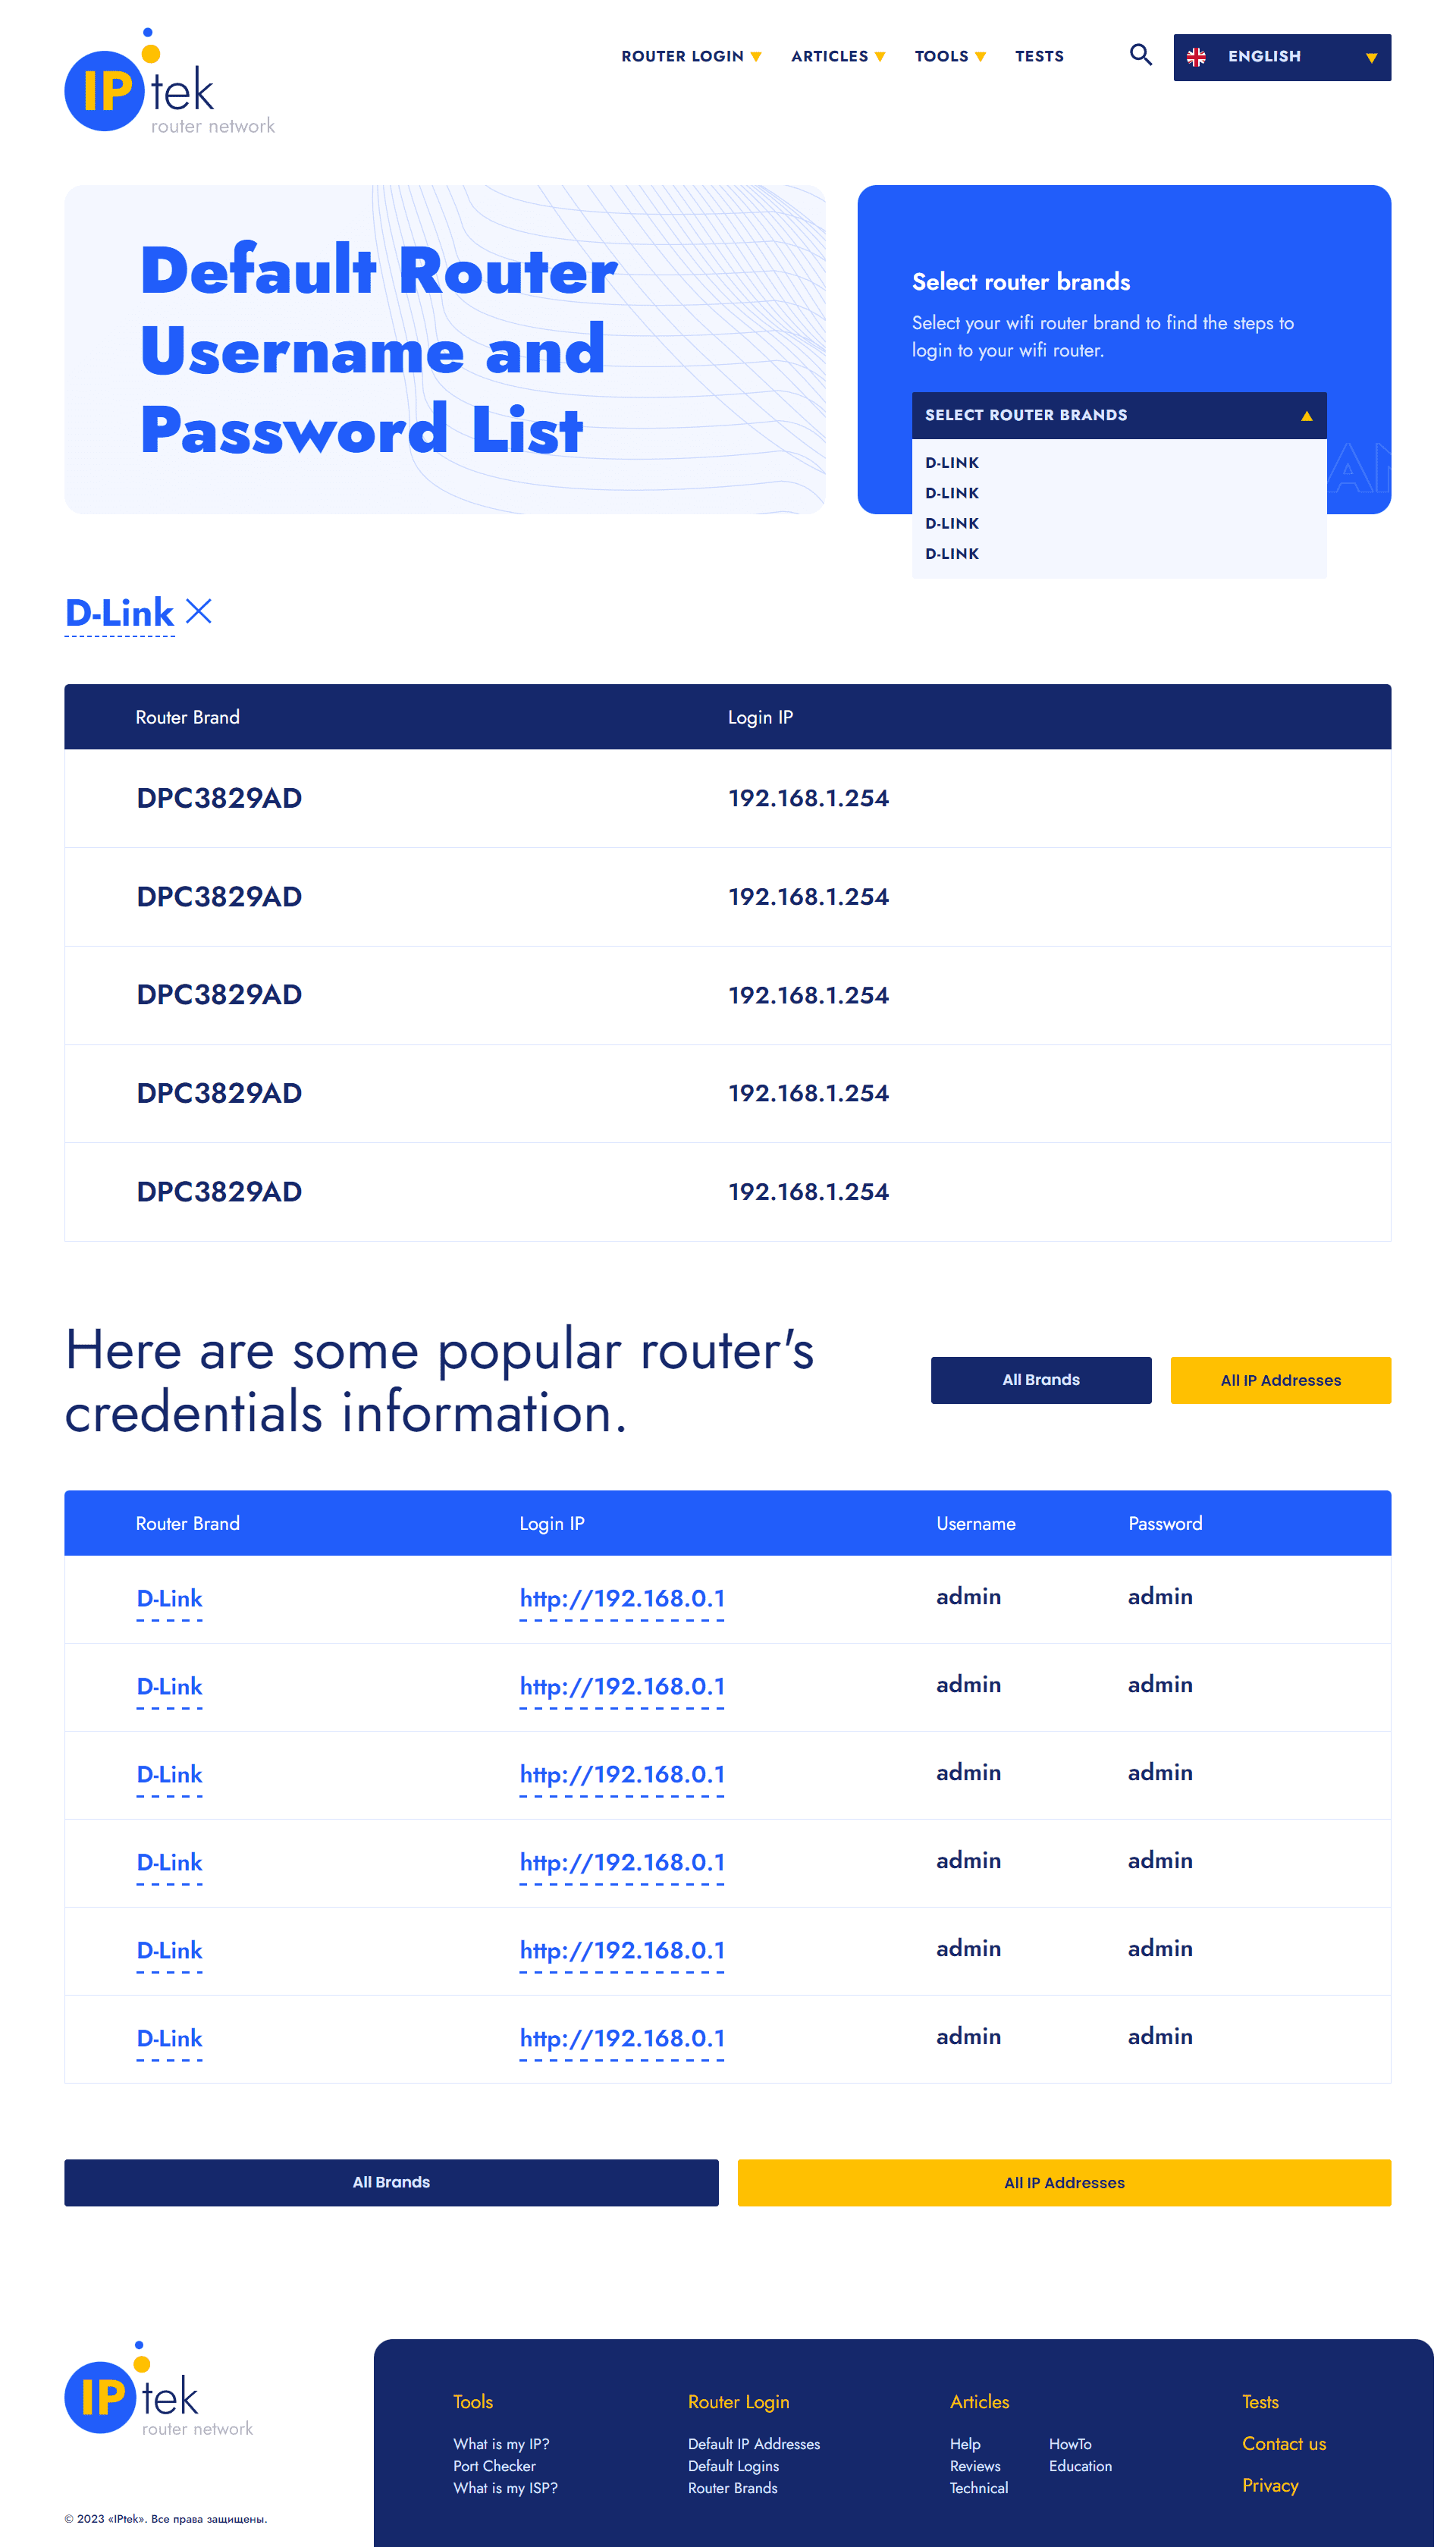 IPtek
router network
ROUTER LOGIN ARTICLES TOOLS TESTS ENGLISH
Default Router
Username and
Password List
Select router brands
Select your wifi router brand to find the steps to
login to your wifi router.
SELECT ROUTER BRANDS
D-LINK
D-LINK
D-LINK
D-LINK
D-Link
Router Brand Login IP
DPC3829AD 192.168.1.254
DPC3829AD 192.168.1.254
DPC3829AD 192.168.1.254
DPC3829AD 192.168.1.254
DPC3829AD 192.168.1.254
Here are some popular router's
credentials information.
All Brands All IP Addresses
Router Brand Login IP Username Password
D-Link http://192.168.0.1 admin admin
D-Link http://192.168.0.1 admin admin
D-Link http://192.168.0.1 admin admin
D-Link http://192.168.0.1 admin admin
D-Link http://192.168.0.1 admin admin
D-Link http://192.168.0.1 admin admin
All Brands All IP Addresses
IPtek
router network
© 2023 «IPtek». Все права защищены.
Tools
What is my IP?
Port Checker
What is my ISP?
Router Login
Default IP Addresses
Default Logins
Router Brands
Articles
Help HowTo
Reviews Education
Technical
Tests
Contact us
Privacy